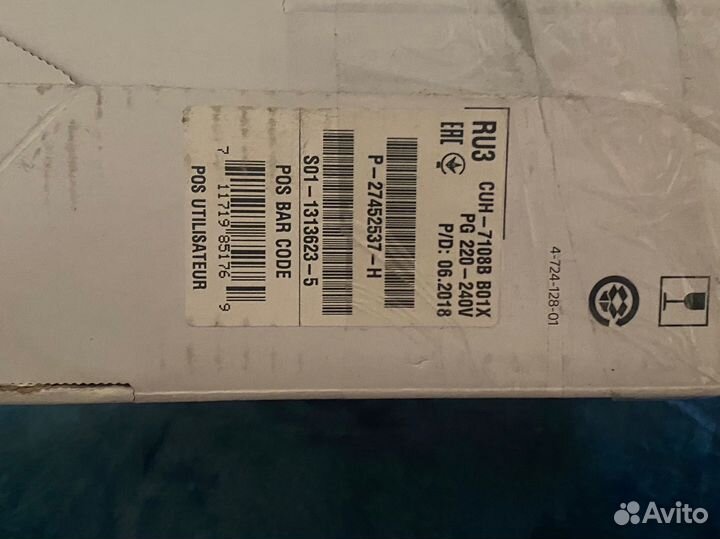 RU3
EAC
CUH-7108B B01X
PG 220-240V
P/D: 06.2018
P-27452537-H
S01-1313623-5
POS BAR CODE
7 11719 85176 9
POS UTILISATEUR
4-724-128-01
Avito